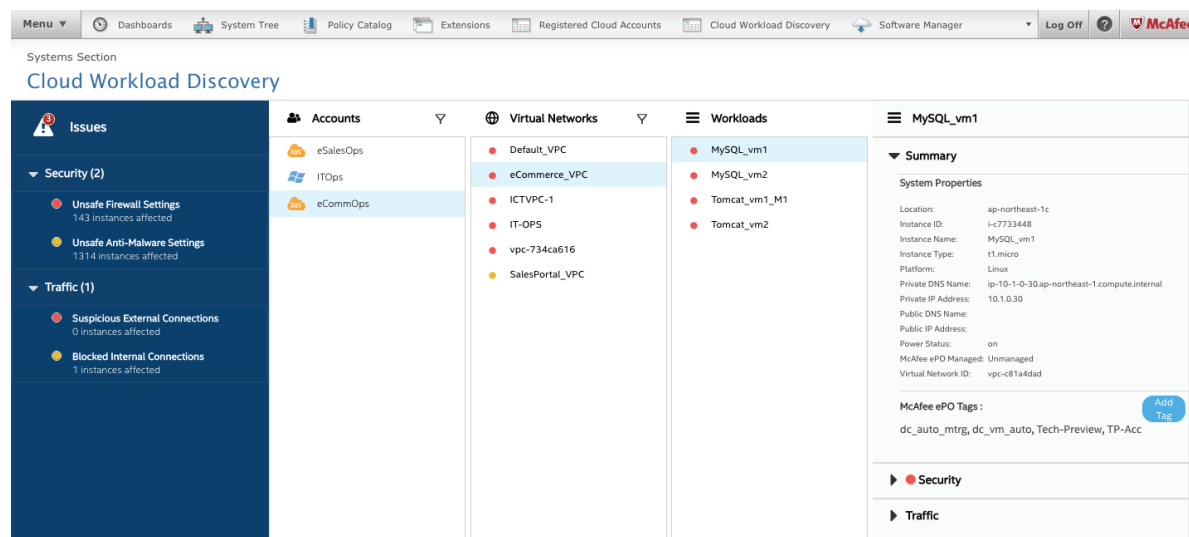 Menu ▼ Dashboards System Tree Policy Catalog Extensions Registered Cloud Accounts Cloud Workload Discovery Software Manager ▼ Log Off ? McAfee
Systems Section
Cloud Workload Discovery
3
Issues
Security (2)
Unsafe Firewall Settings
143 instances affected
Unsafe Anti-Malware Settings
1314 instances affected
Traffic (1)
Suspicious External Connections
0 instances affected
Blocked Internal Connections
1 instances affected
Accounts
aws eSalesOps
ITOps
aws eCommOps
Virtual Networks
Default_VPC
eCommerce_VPC
ICTVPC-1
IT-OPS
vpc-734ca616
SalesPortal_VPC
Workloads
MySQL_vm1
MySQL_vm2
Tomcat_vm1_M1
Tomcat_vm2
MySQL_vm1
Summary
System Properties
Location: ap-northeast-1c
Instance ID: i-c7733448
Instance Name: MySQL_vm1
Instance Type: t1.micro
Platform: Linux
Private DNS Name: ip-10-1-0-30.ap-northeast-1.compute.internal
Private IP Address: 10.1.0.30
Public DNS Name:
Public IP Address:
Power Status: on
McAfee ePO Managed: Unmanaged
Virtual Network ID: vpc-c81a4dad
McAfee ePO Tags :
Add
Tag
dc_auto_mtrg, dc_vm_auto, Tech-Preview, TP-Acc
Security
Traffic